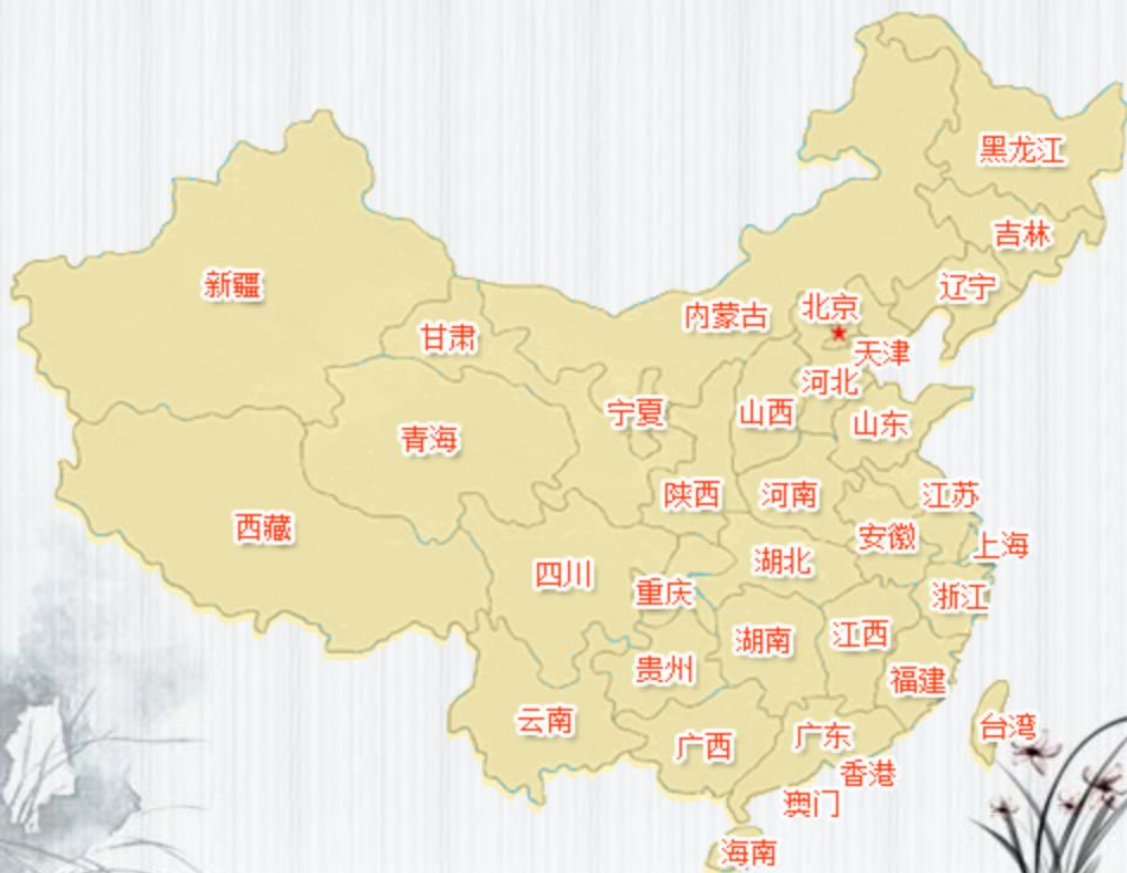 黑龙江
吉林
新疆
辽宁
北京
内蒙古
甘肃
天津
河北
宁夏
山西
山东
青海
陕西
河南
江苏
西藏
安徽
上海
湖北
四川
重庆
浙江
江西
湖南
贵州
福建
云南
台湾
广东
广西
香港
澳门
海南